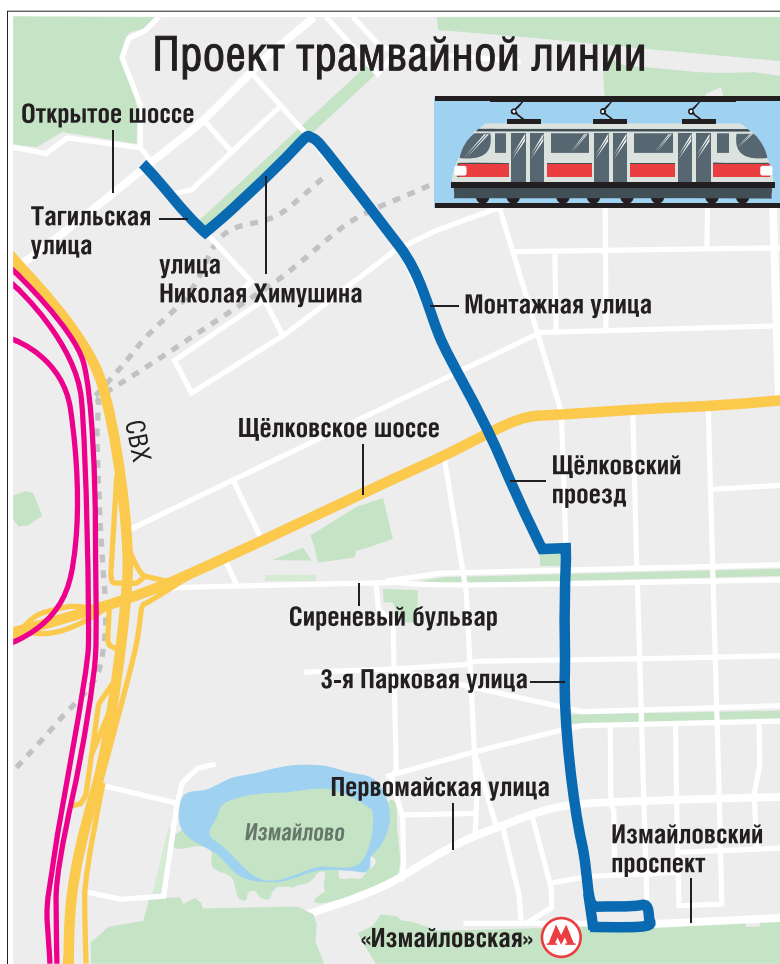 Проект трамвайной линии
Открытое шоссе
Тагильская
улица
улица
Николая Химушина
Монтажная улица
СВХ
Щёлковское шоссе
Щёлковский
проезд
Сиреневый бульвар
3-я Парковая улица
Первомайская улица
Измайлово
Измайловский
проспект
«Измайловская»
М